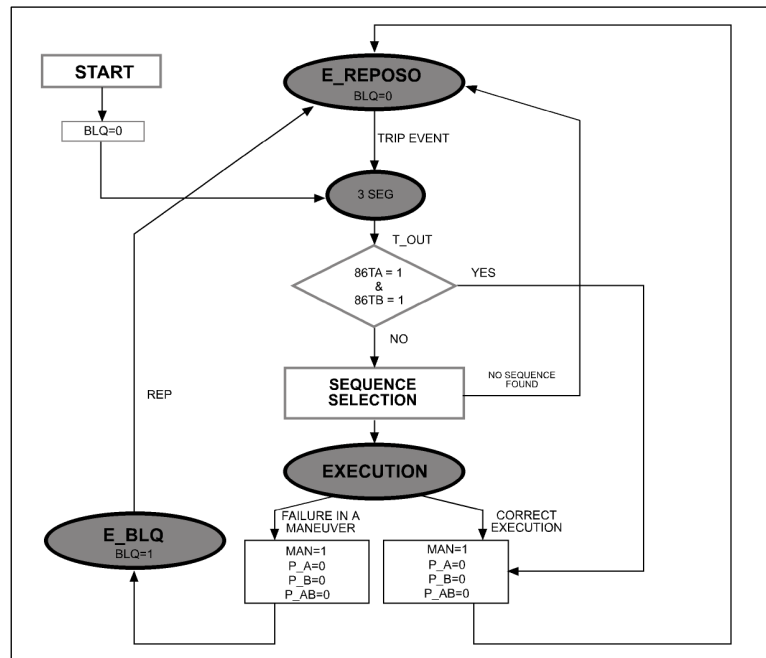 START
BLQ=0
E_REPOSO
BLQ=0
TRIP EVENT
3 SEG
T_OUT
86TA = 1
&
86TB = 1
YES
NO
SEQUENCE
SELECTION
NO SEQUENCE
FOUND
REP
EXECUTION
FAILURE IN A
MANEUVER
CORRECT
EXECUTION
E_BLQ
BLQ=1
MAN=1
P_A=0
P_B=0
P_AB=0
MAN=1
P_A=0
P_B=0
P_AB=0